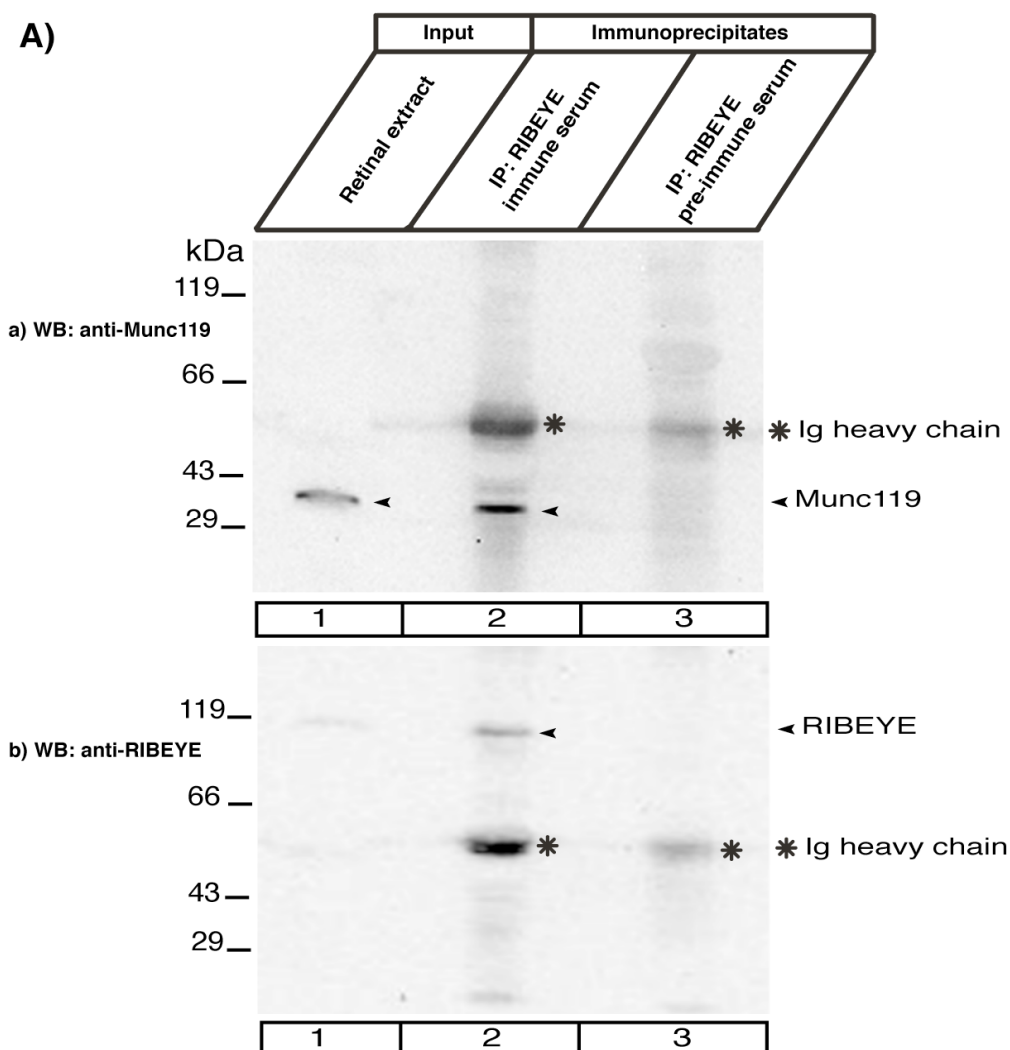 A)
Input
Immunoprecipitates
Retinal extract
IP: RIBEYE
immune serum
IP: RIBEYE
pre-immune serum
kDa
119
a) WB: anti-Munc119
66
* * * Ig heavy chain
43
Munc119
29
1 2 3
119
RIBEYE
b) WB: anti-RIBEYE
66
* * * Ig heavy chain
43
29
1 2 3